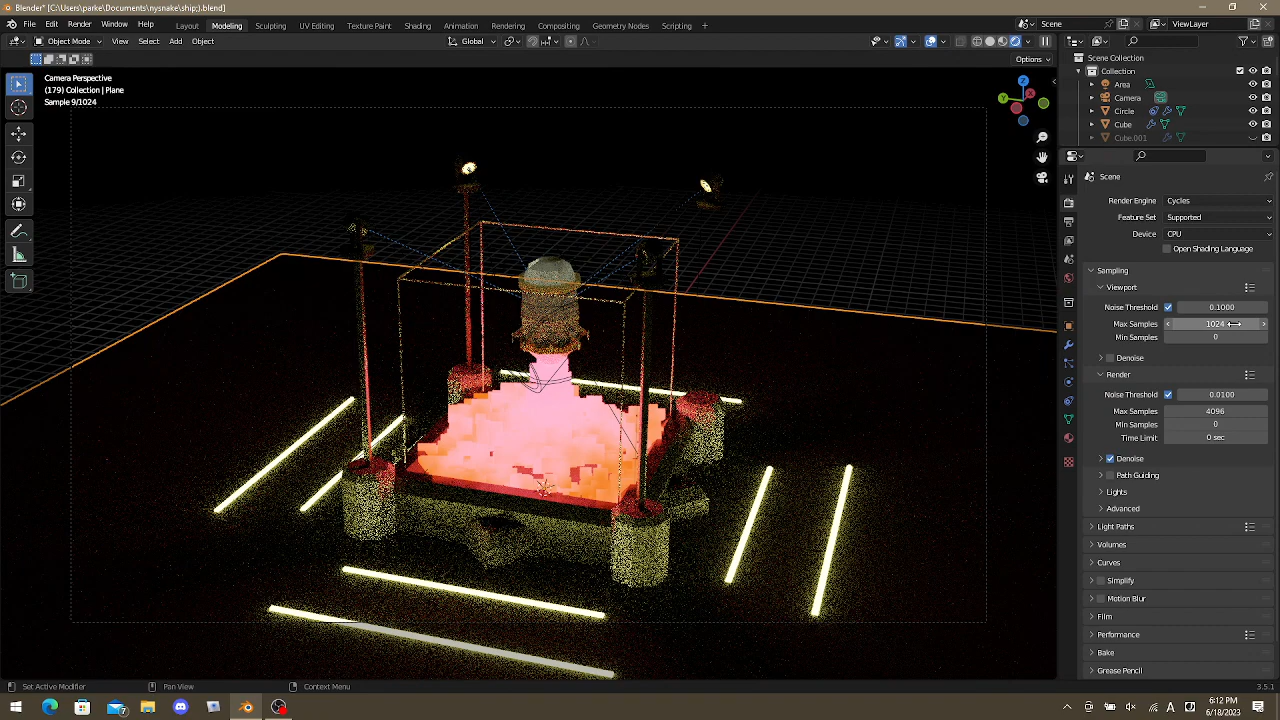 Blender* [C:\Users\parke\Documents\nysnake\ship;).blend]
File Edit Render Window Help Layout Modeling Sculpting UV Editing Texture Paint Shading Animation Rendering Compositing Geometry Nodes Scripting + Scene ViewLayer
Object Mode View Select Add Object Global
Options
Camera Perspective
(179) Collection | Plane
Sample 9/1024
Z
Y
X
Scene Collection
Collection
Area
Camera
Circle
Cube
Cube.001
Scene
Render Engine Cycles
Feature Set Supported
Device CPU
Open Shading Language
Sampling
Viewport
Noise Threshold 0.1000
Max Samples 1024
Min Samples 0
Denoise
Render
Noise Threshold 0.0100
Max Samples 4096
Min Samples 0
Time Limit 0 sec
Denoise
Path Guiding
Lights
Advanced
Light Paths
Volumes
Curves
Simplify
Motion Blur
Film
Performance
Bake
Grease Pencil
Set Active Modifier Pan View Context Menu 3.5.1
7
6:12 PM
6/18/2023